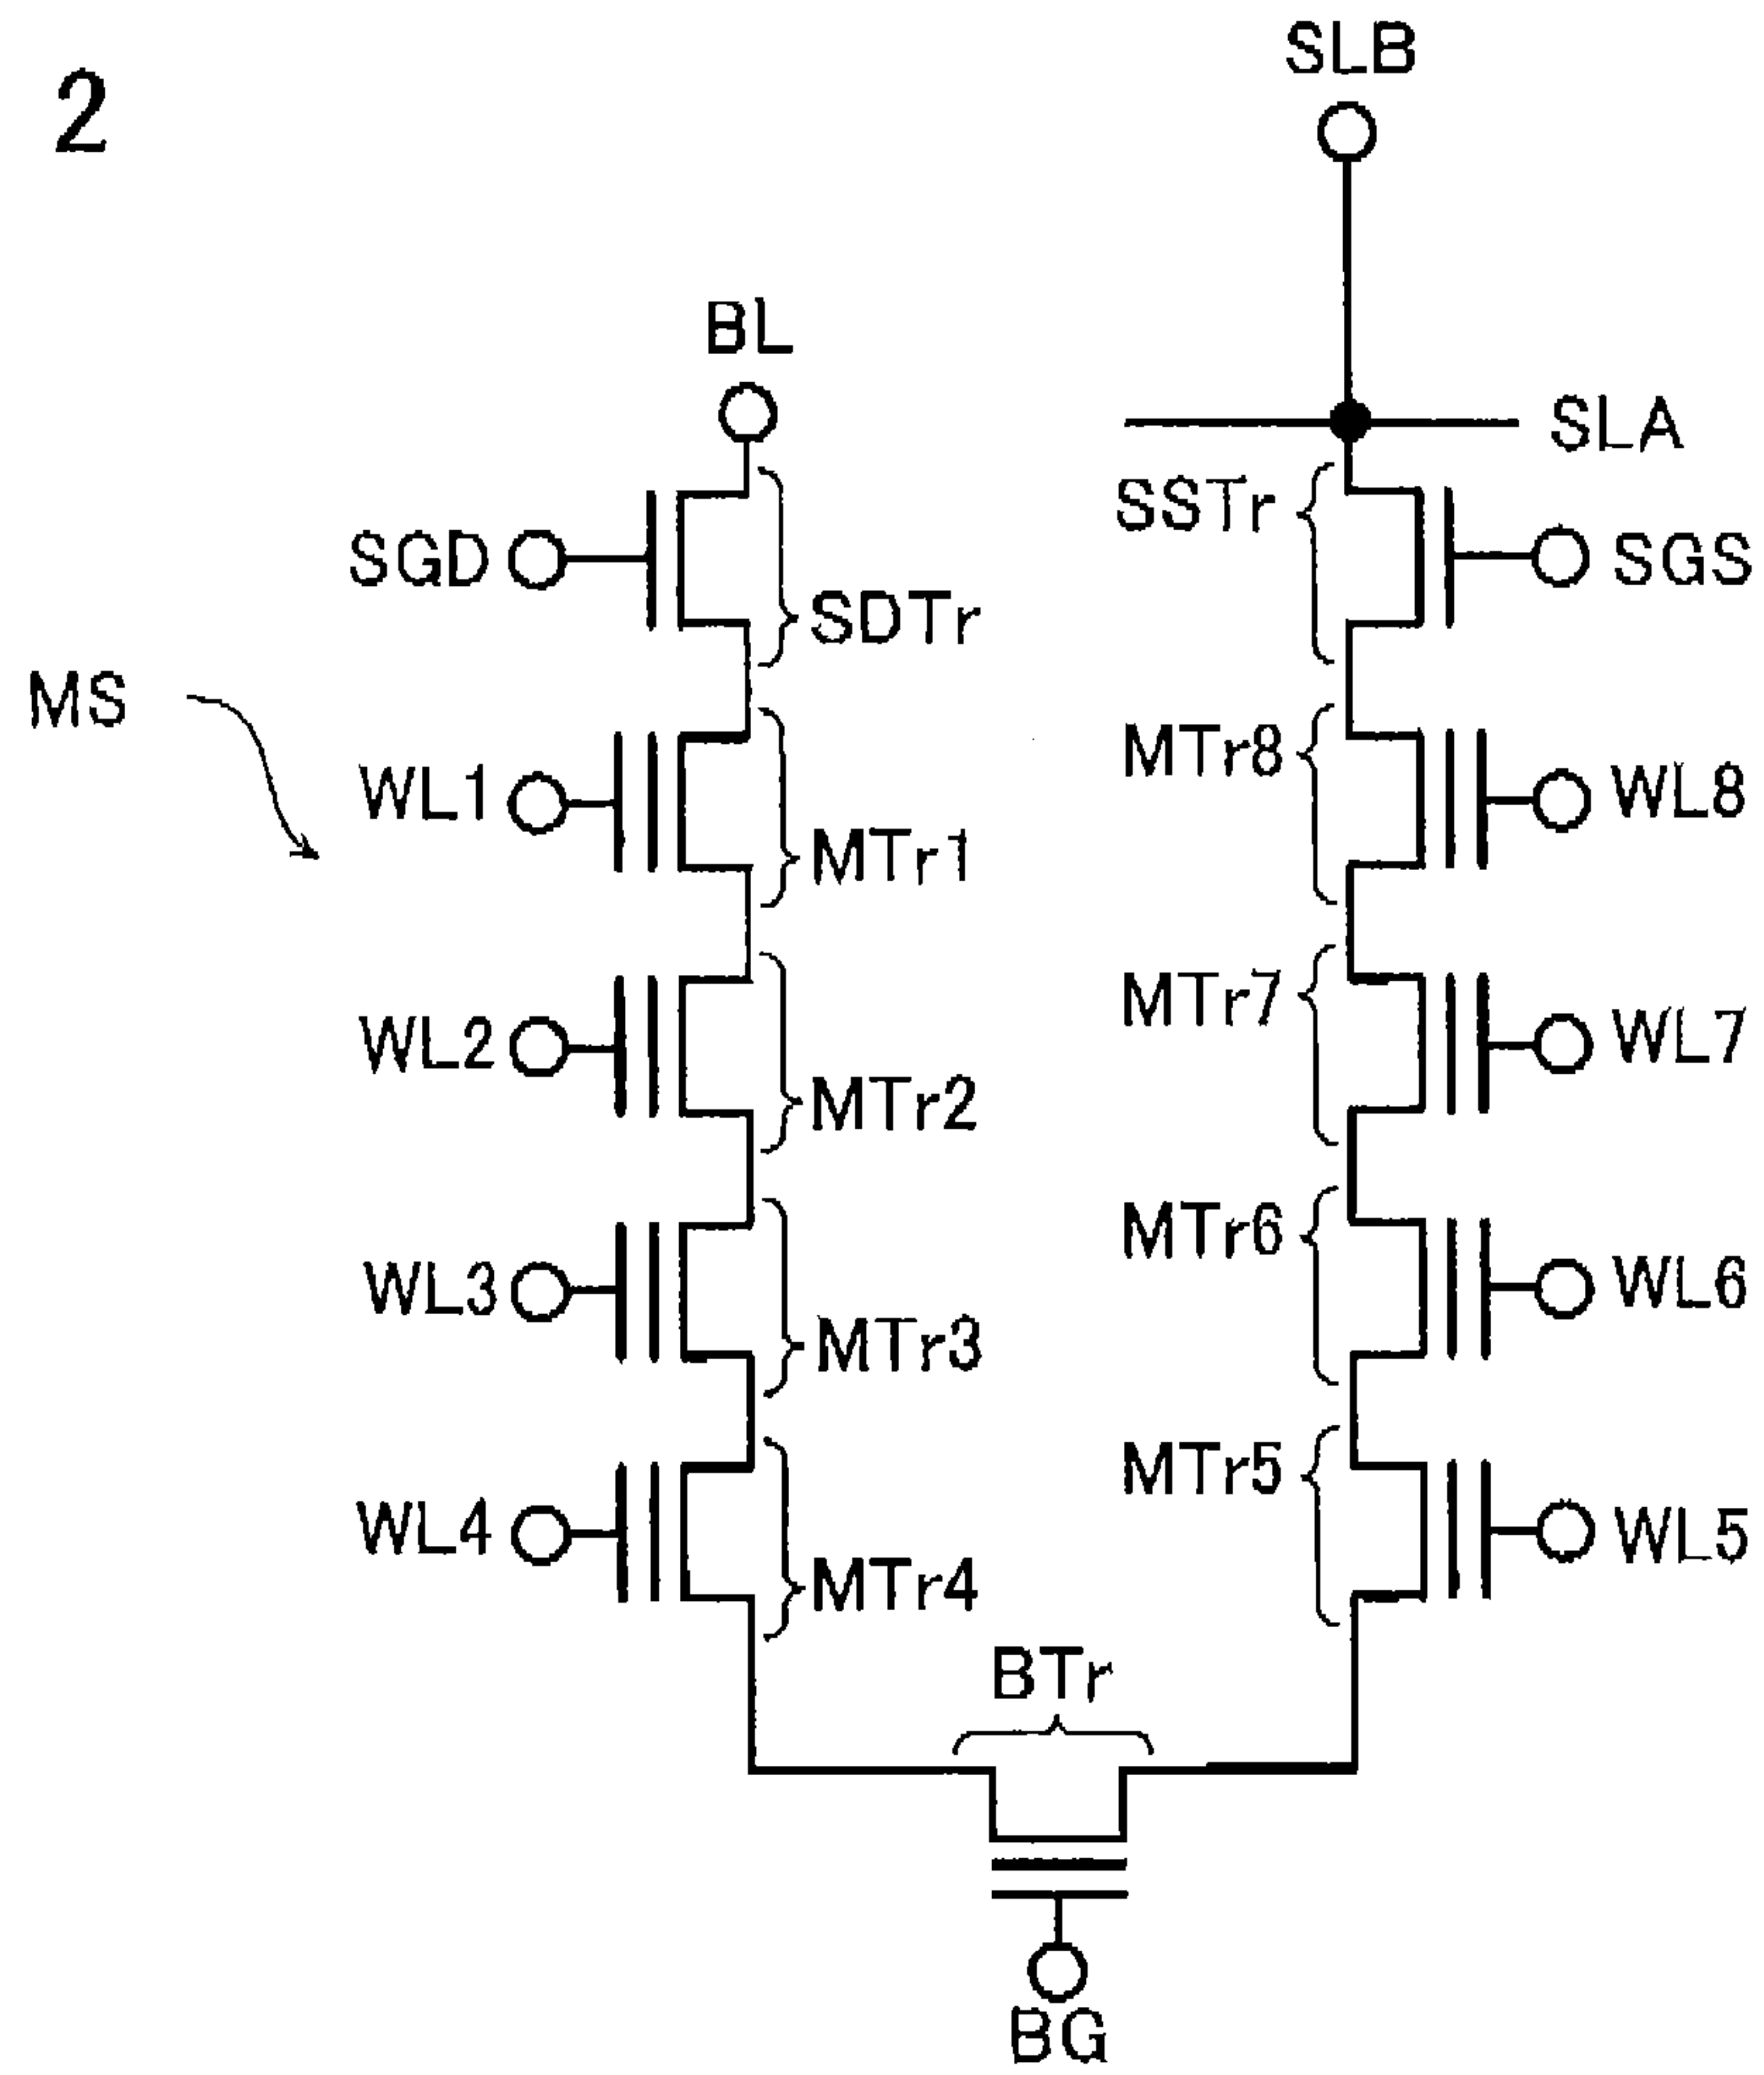 2
SLB
BL
SLA
SSTr
SGD
SGS
SDTr
MS
MTr8
WL1
WL8
MTr1
MTr7
WL2
WL7
MTr2
MTr6
WL3
WL6
MTr3
MTr5
WL4
WL5
MTr4
BTr
BG